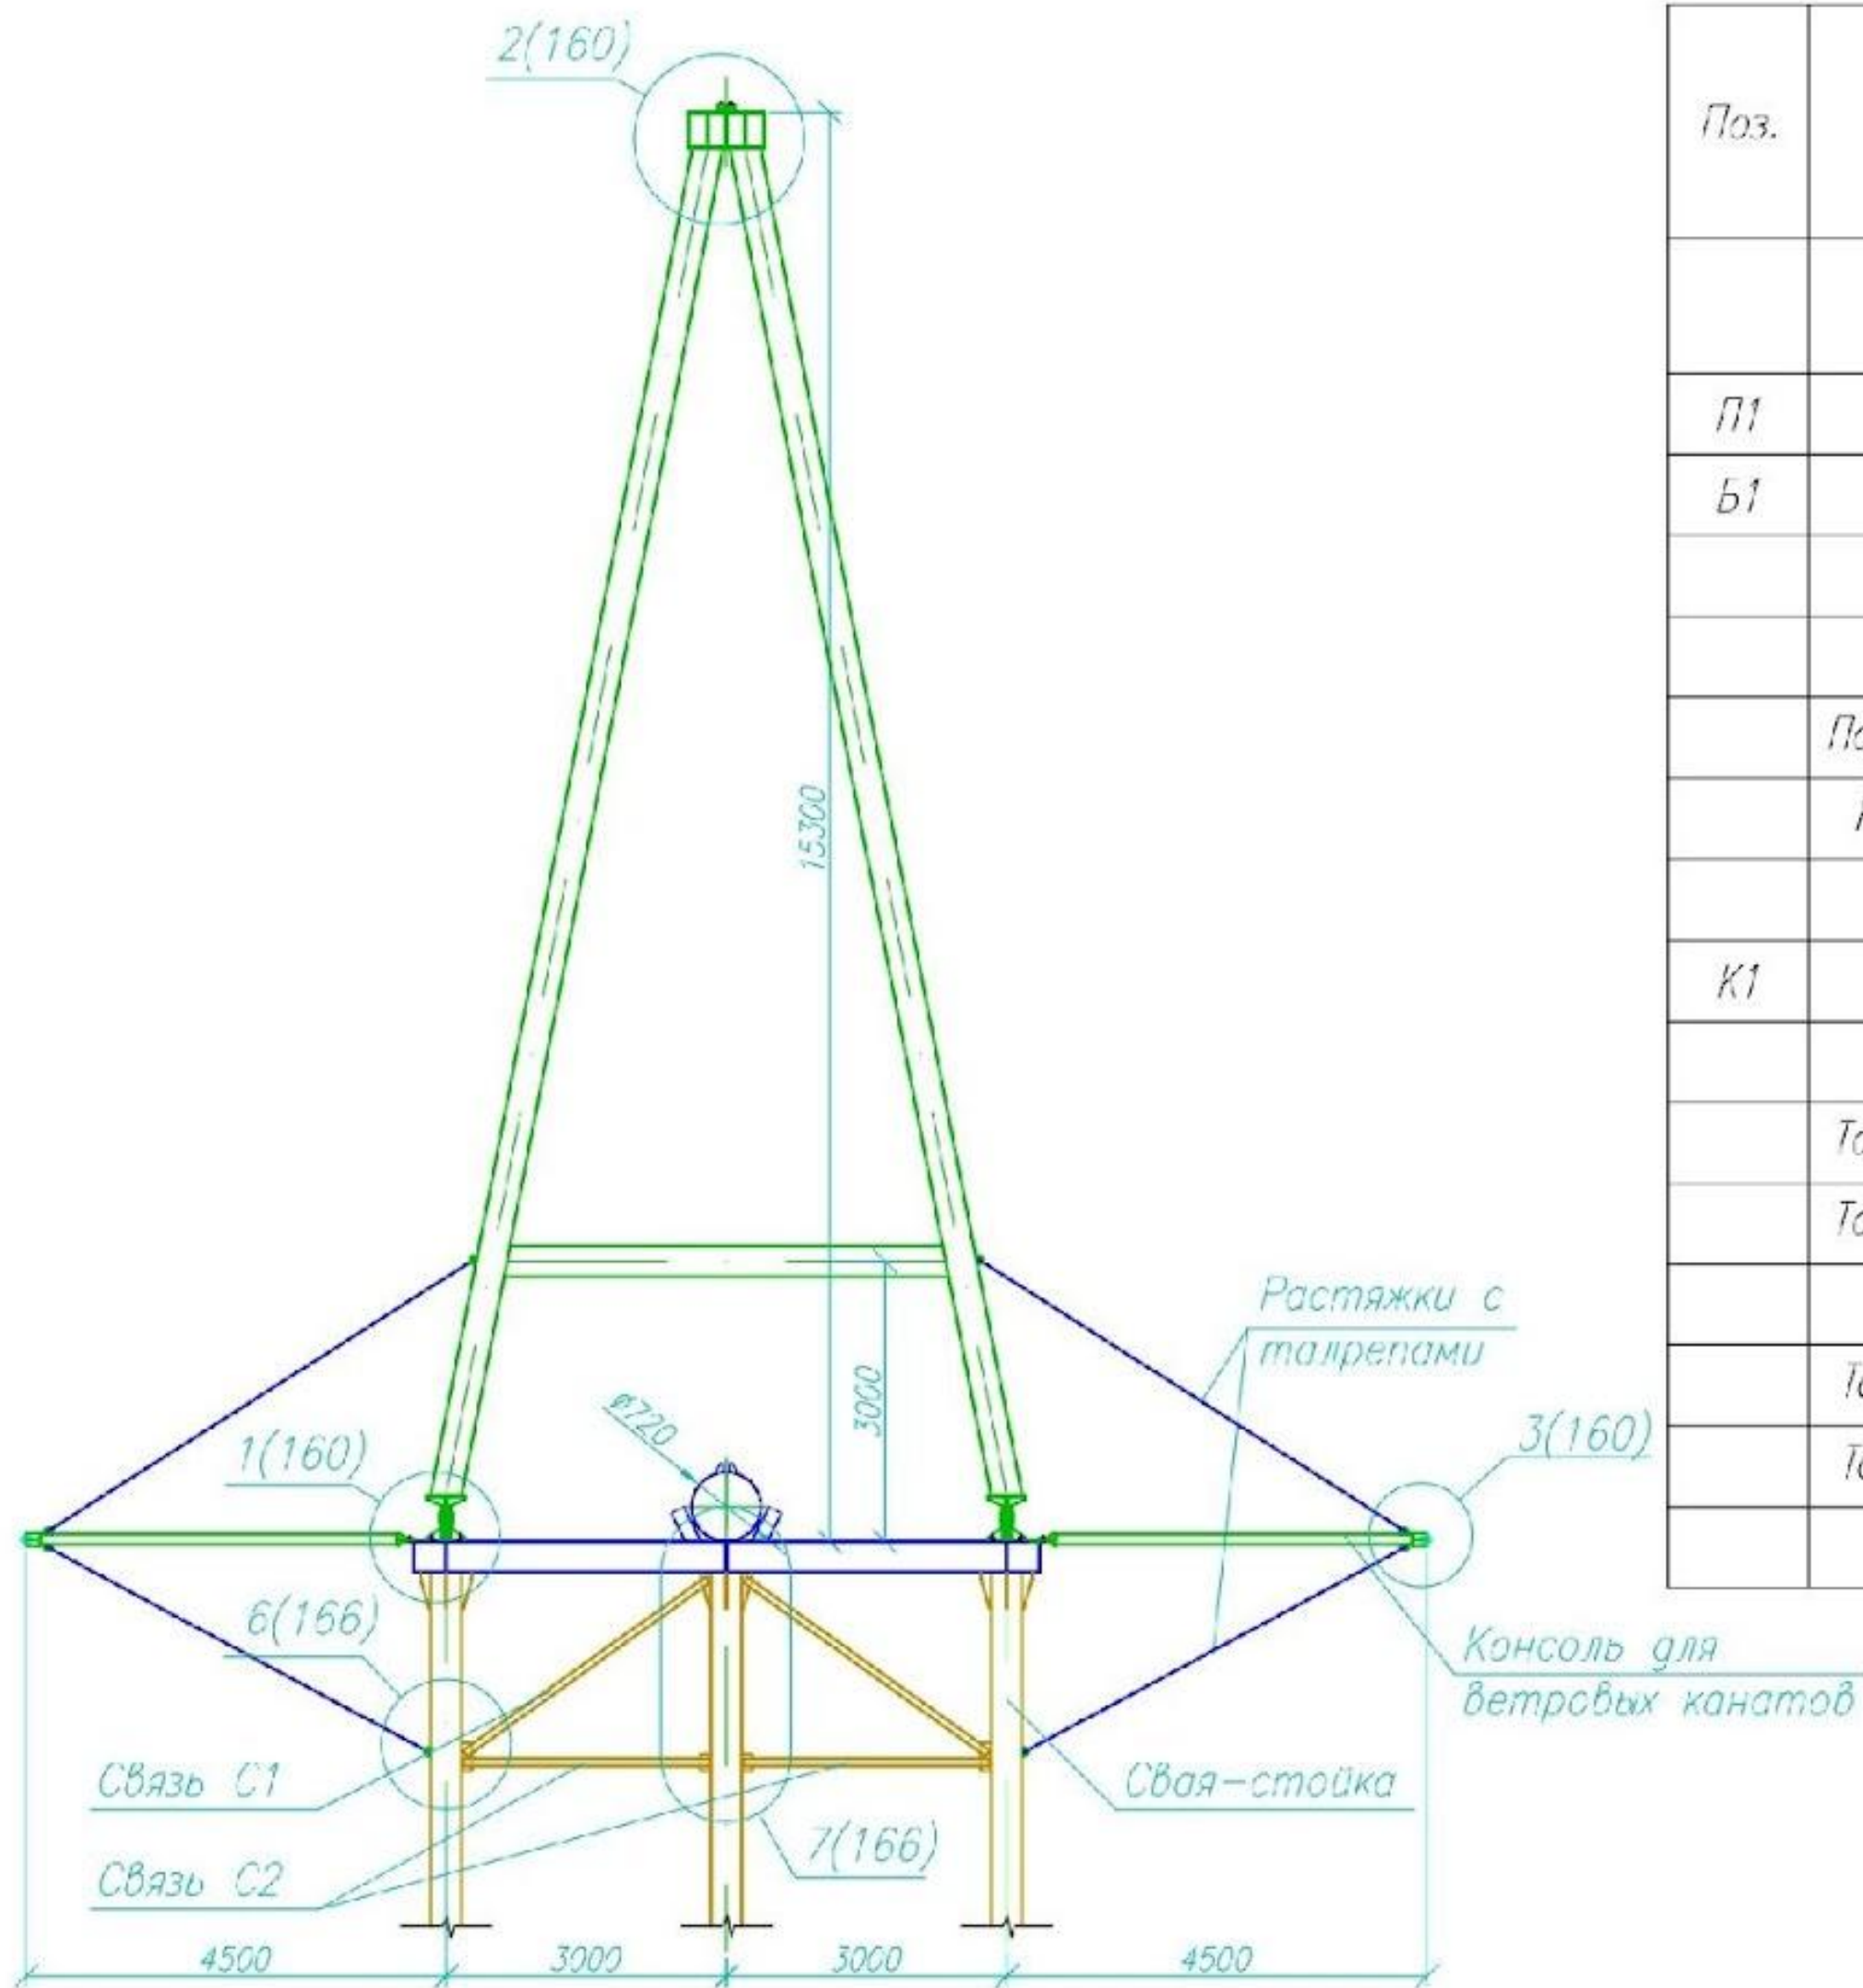 2(160)
Поз.
П1
Б1
15300
К1
Растяжки с
талрепами
3000
ø720
1(160)
3(160)
6(166)
Консоль для
ветровых канатов
Связь С1
Свая-стойка
7(166)
Связь С2
4500
3000
3000
4500